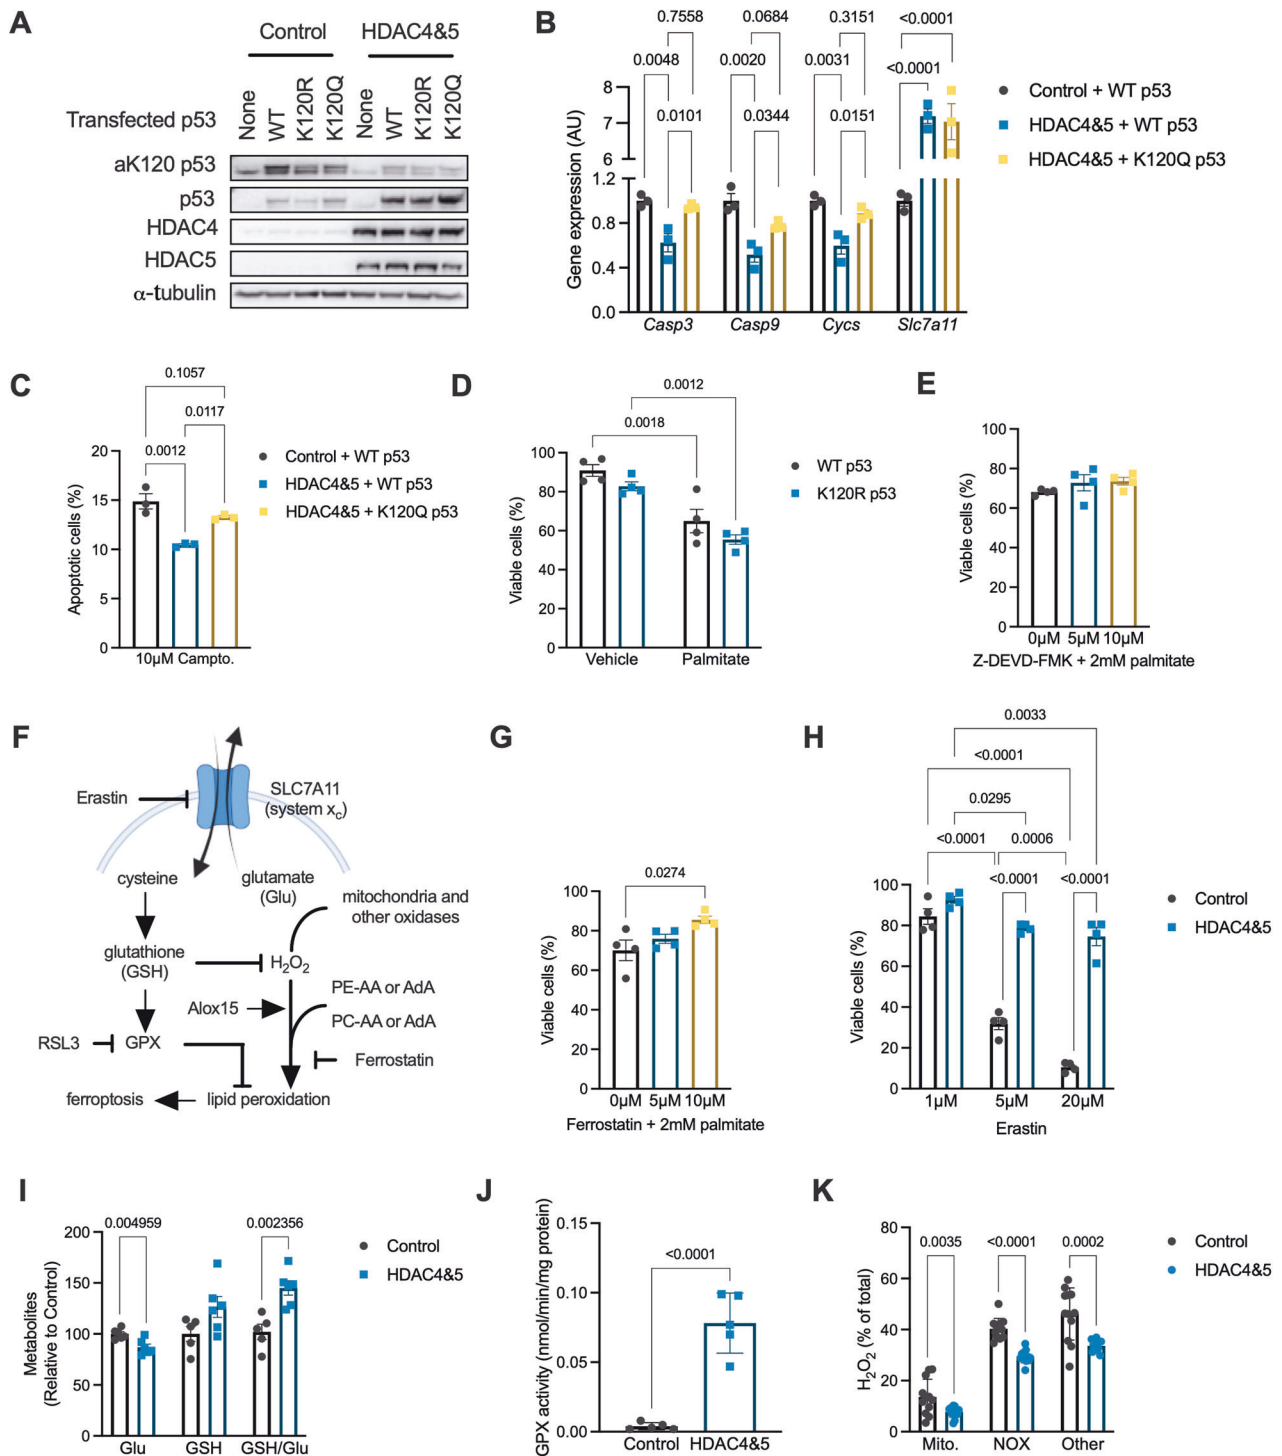 A
Control
HDAC4&5
Transfected p53
None
WT
K120R
K120Q
None
WT
K120R
K120Q
aK120 p53
p53
HDAC4
HDAC5
α-tubulin
B
0.7558
0.0684
0.3151
<0.0001
0.0048
0.0020
0.0031
<0.0001
0.0101
0.0344
0.0151
Gene expression (AU)
8
7
6
1.2
0.8
0.4
0.0
Casp3
Casp9
Cycs
Slc7a11
Control + WT p53
HDAC4&5 + WT p53
HDAC4&5 + K120Q p53
C
0.1057
0.0117
0.0012
Apoptotic cells (%)
20
15
10
5
0
10µM Campto.
Control + WT p53
HDAC4&5 + WT p53
HDAC4&5 + K120Q p53
D
0.0012
0.0018
Viable cells (%)
100
80
60
40
20
0
Vehicle
Palmitate
WT p53
K120R p53
E
Viable cells (%)
100
80
60
40
20
0
0µM 5µM 10µM
Z-DEVD-FMK + 2mM palmitate
F
Erastin
SLC7A11
(system xc)
cysteine
glutamate
(Glu)
mitochondria and
other oxidases
glutathione
(GSH)
H2O2
Alox15
PE-AA or AdA
PC-AA or AdA
RSL3
GPX
Ferrostatin
ferroptosis
lipid peroxidation
G
0.0274
Viable cells (%)
100
80
60
40
20
0
0µM 5µM 10µM
Ferrostatin + 2mM palmitate
H
0.0033
<0.0001
0.0295
<0.0001
0.0006
<0.0001
<0.0001
Viable cells (%)
100
80
60
40
20
0
1µM
5µM
20µM
Erastin
Control
HDAC4&5
I
0.004959
0.002356
Metabolites
(Relative to Control)
200
150
100
50
0
Glu
GSH
GSH/Glu
Control
HDAC4&5
J
<0.0001
GPX activity (nmol/min/mg protein)
0.15
0.10
0.05
0.00
Control HDAC4&5
K
0.0035
<0.0001
0.0002
H2O2 (% of total)
80
60
40
20
0
Mito.
NOX
Other
Control
HDAC4&5